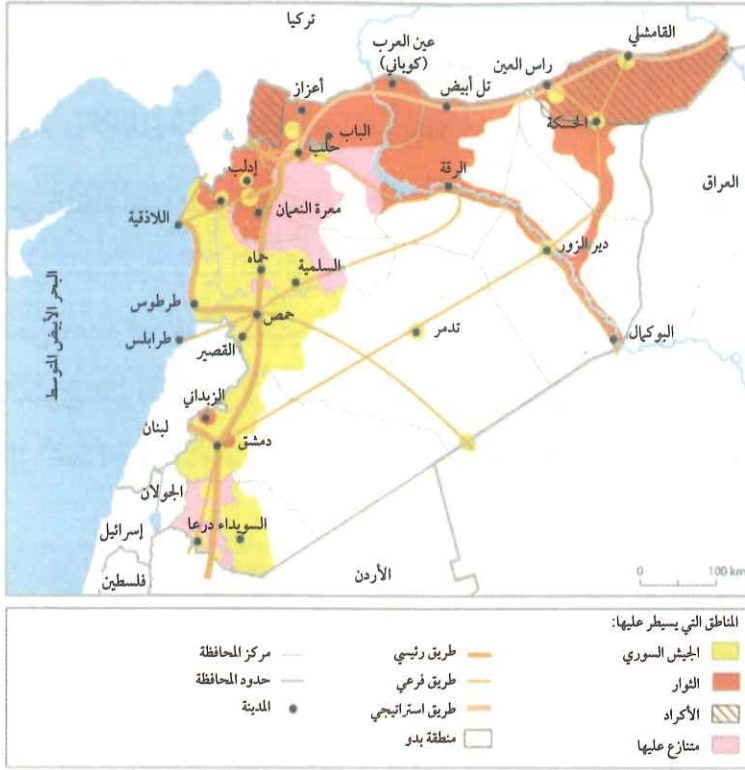 تركيا
القامشلي
عين العرب
(كوباني)
راس العين
أعزاز
تل أبيض
الباب
الحسكة
حلب
إدلب
الرقة
العراق
معرة النعمان
اللاذقية
دير الزور
حماه
السلمية
البحر الأبيض المتوسط
طرطوس
حمص
تدمر
طرابلس
القصير
البوكمال
الزبداني
لبنان
دمشق
الجولان
السويداء درعا
إسرائيل
فلسطين
الأردن
0 100 km
المناطق التي يسيطر عليها:
الجيش السوري
الثوار
الأكراد
متنازع عليها
طريق رئيسي
طريق فرعي
طريق استراتيجي
منطقة بدو
مركز المحافظة
حدود المحافظة
المدينة